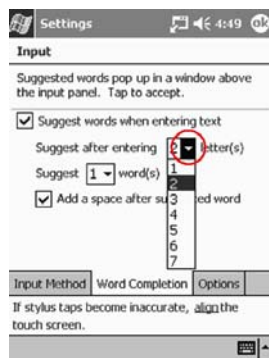 Settings 4:49 ok
Input
Suggested words pop up in a window above
the input panel. Tap to accept.
Suggest words when entering text
Suggest after entering 2 letter(s)
Suggest 1 word(s)
Add a space after su ed word
1
2
3
4
5
6
7
Input Method Word Completion Options
If stylus taps become inaccurate, align the
touch screen.